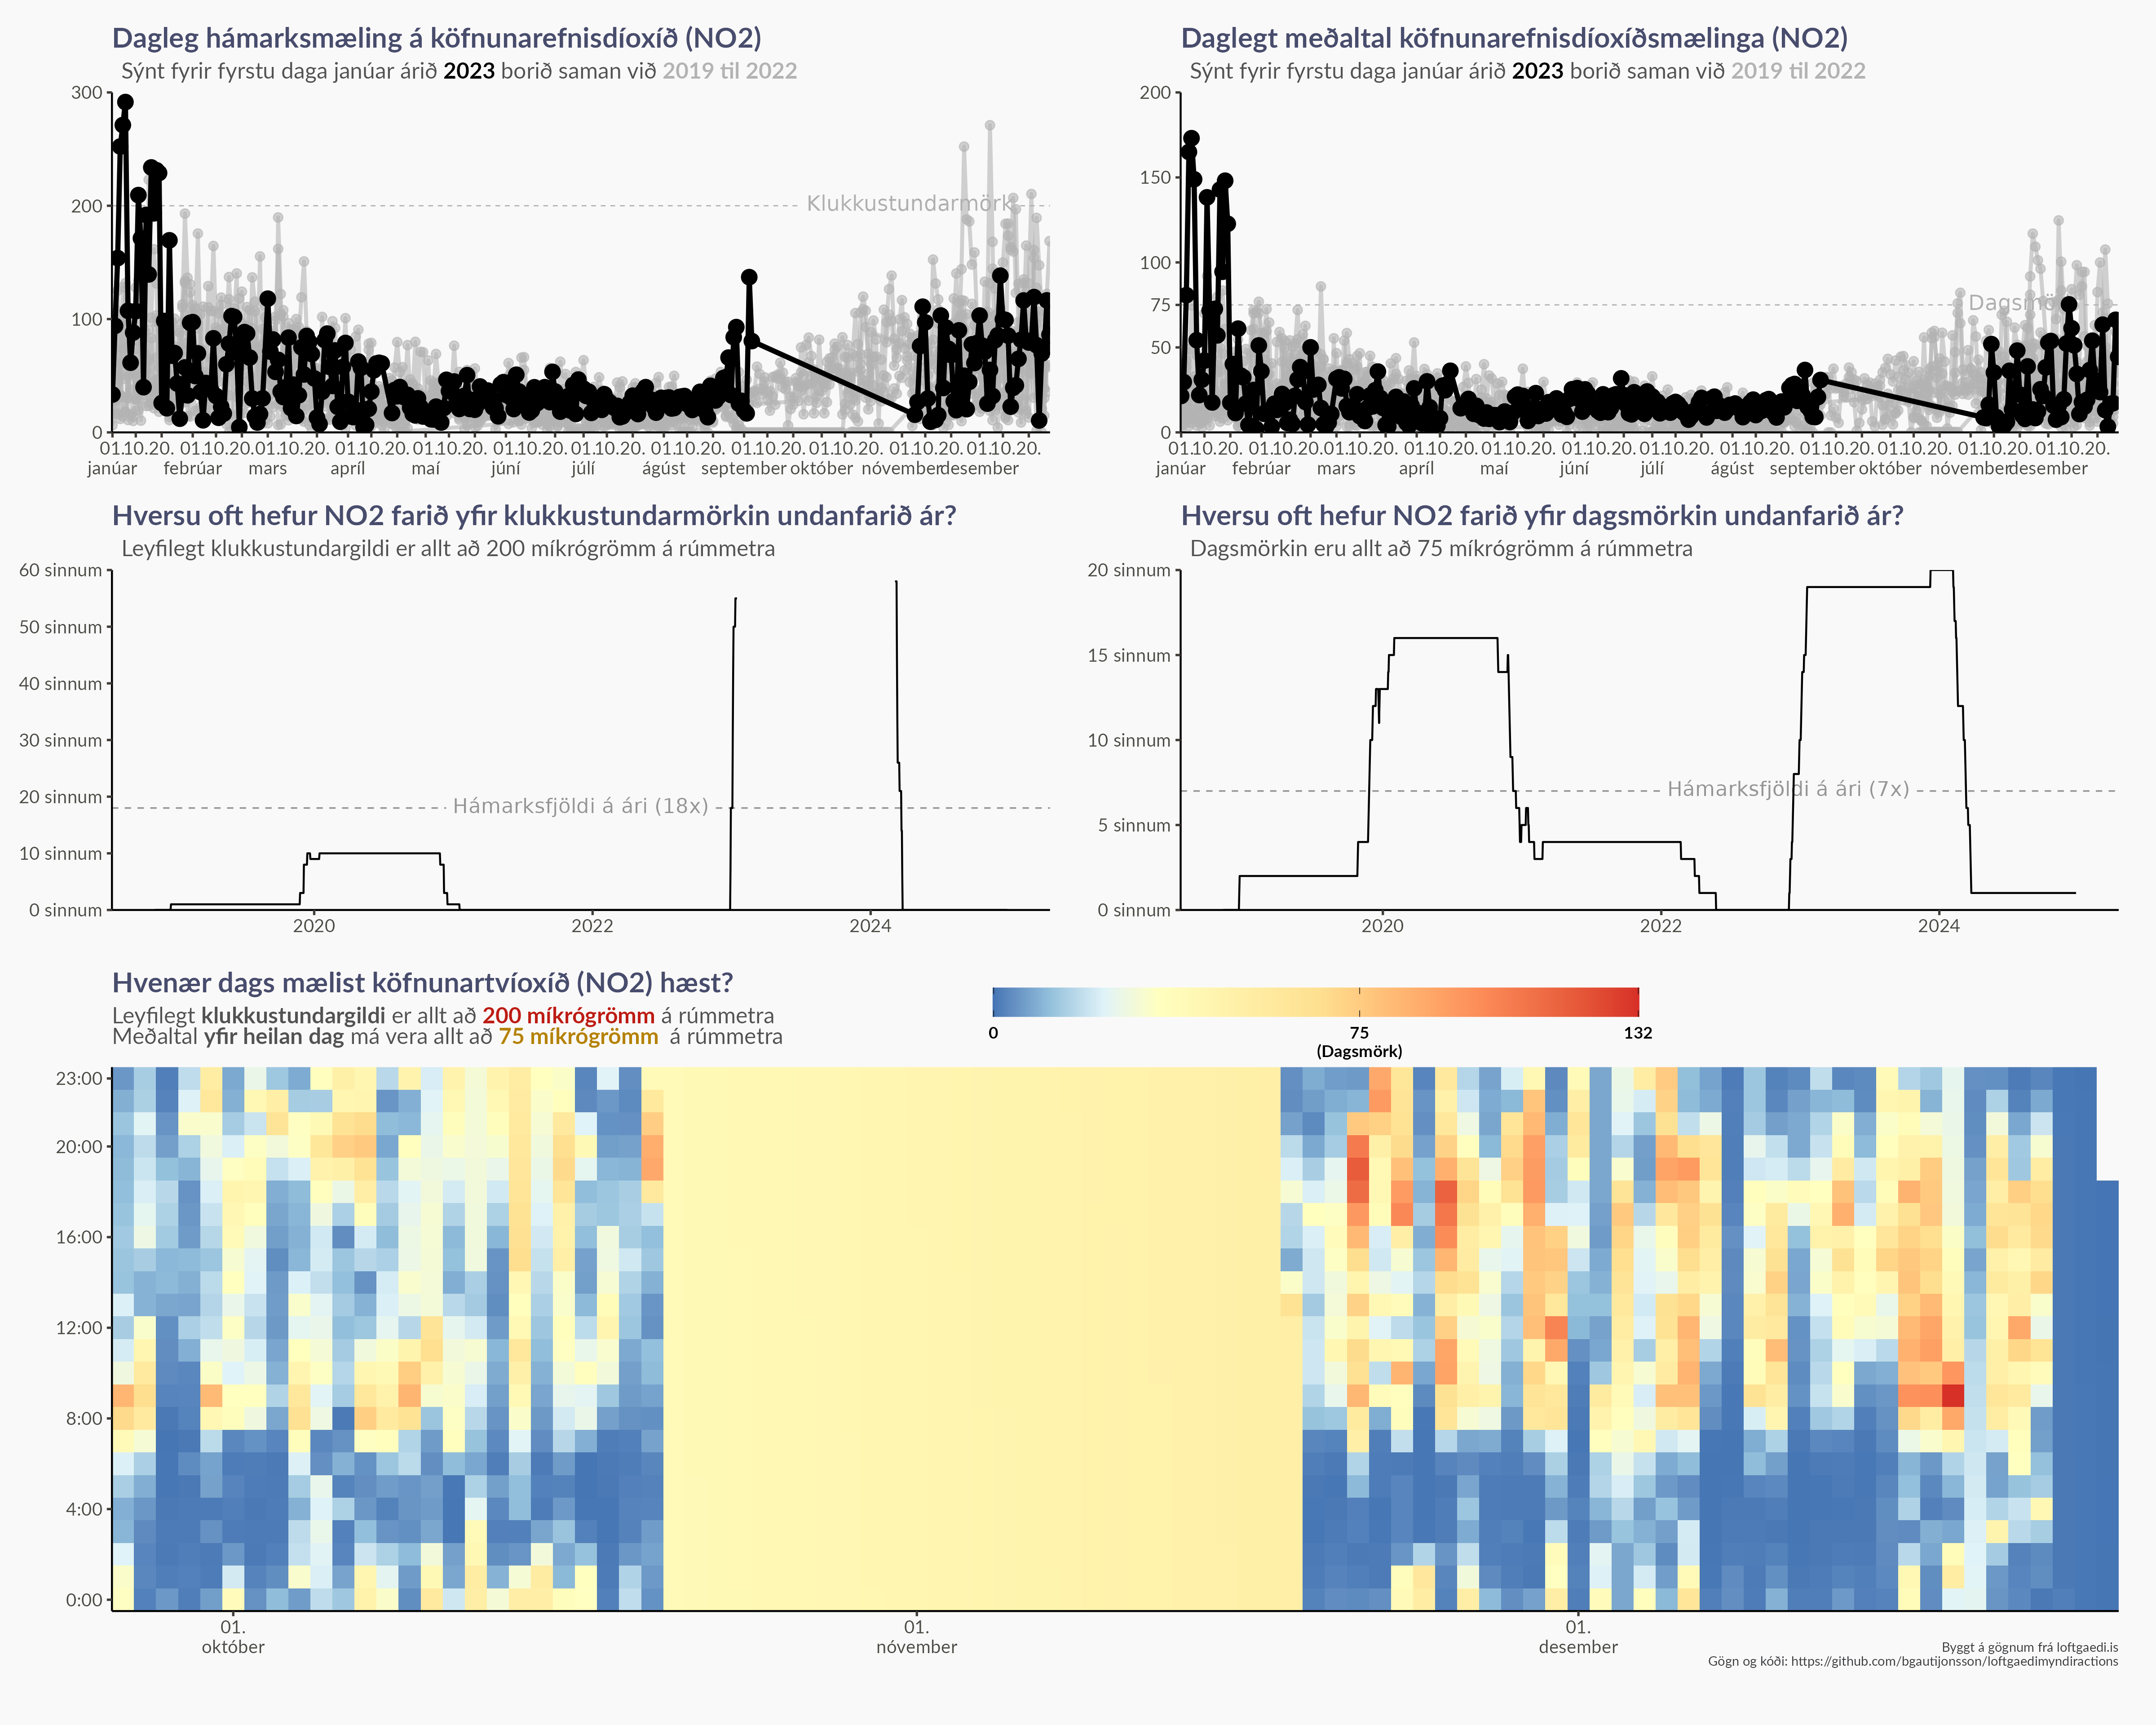 Dagleg hámarksmæling á köfnunarefnisdíoxíð (NO2)
Sýnt fyrir fyrstu daga janúar árið 2023 borið saman við 2019 til 2022
300
200
100
0
Klukkustundarmörk
01.10.20. 01.10.20. 01.10.20. 01.10.20. 01.10.20. 01.10.20. 01.10.20. 01.10.20. 01.10.20. 01.10.20. 01.10.20. 01.10.20.
janúar febrúar mars apríl maí júní júlí ágúst september október nóvember desember
Daglegt meðaltal köfnunarefnisdíoxíðsmælinga (NO2)
Sýnt fyrir fyrstu daga janúar árið 2023 borið saman við 2019 til 2022
200
150
100
75
50
0
01.10.20. 01.10.20. 01.10.20. 01.10.20. 01.10.20. 01.10.20. 01.10.20. 01.10.20. 01.10.20. 01.10.20. 01.10.20. 01.10.20.
janúar febrúar mars apríl maí júní júlí ágúst september október nóvember desember
Hversu oft hefur NO2 farið yfir klukkustundarmörkin undanfarið ár?
Leyfilegt klukkustundargildi er allt að 200 míkrógrömm á rúmmetra
60 sinnum
50 sinnum
40 sinnum
30 sinnum
20 sinnum
10 sinnum
0 sinnum
Hámarksfjöldi á ári (18x)
2020 2022 2024
Hversu oft hefur NO2 farið yfir dagsmörkin undanfarið ár?
Dagsmörkin eru allt að 75 míkrógrömm á rúmmetra
20 sinnum
15 sinnum
10 sinnum
5 sinnum
0 sinnum
Hámarksfjöldi á ári (7x)
2020 2022 2024
Hvenær dags mælist köfnunartvíoxíð (NO2) hæst?
Leyfilegt klukkustundargildi er allt að 200 míkrógrömm á rúmmetra
Meðaltal yfir heilan dag má vera allt að 75 míkrógrömm á rúmmetra
0 75 132
(Dagsmörk)
23:00
20:00
16:00
12:00
8:00
4:00
0:00
01. 01. 01.
október nóvember desember
Byggt á gögnum frá loftgaedi.is
Gögn og kóði: https://github.com/bgautijonsson/loftgaedimyndiractions